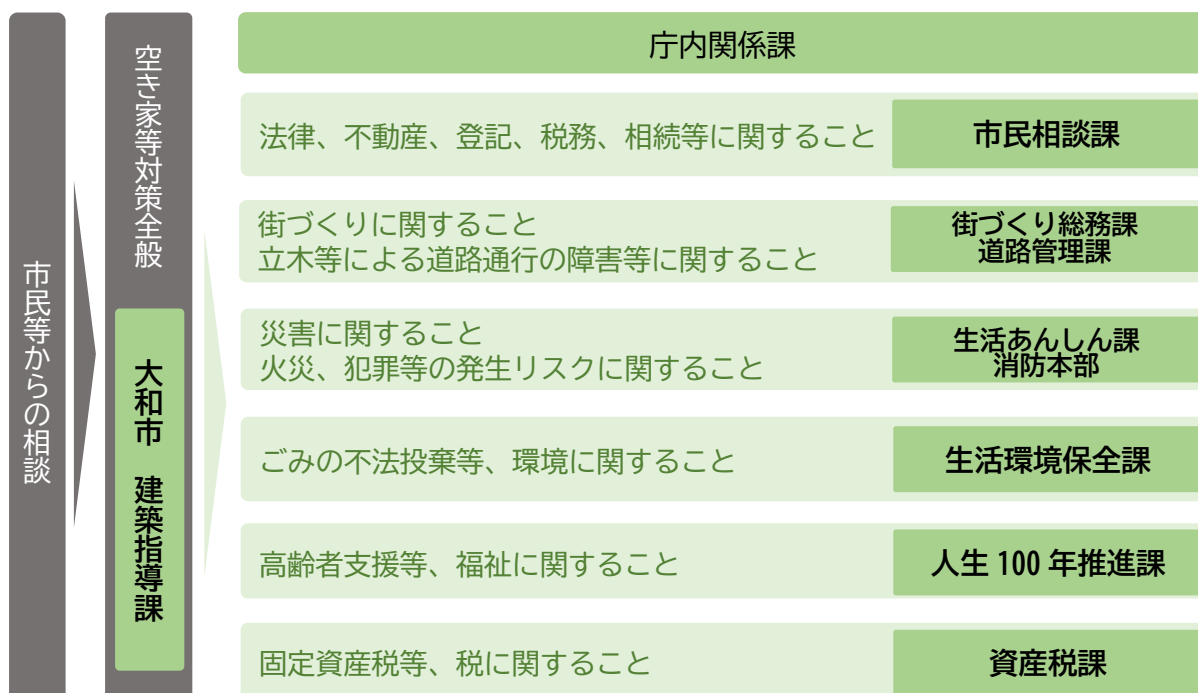 市民等からの相談
空き家等対策全般
大和市 建築指導課
庁内関係課
法律、不動産、登記、税務、相続等に関すること
市民相談課
街づくりに関すること
立木等による道路通行の障害等に関すること
街づくり総務課
道路管理課
災害に関すること
火災、犯罪等の発生リスクに関すること
生活あんしん課
消防本部
ごみの不法投棄等、環境に関すること
生活環境保全課
高齢者支援等、福祉に関すること
人生 100 年推進課
固定資産税等、税に関すること
資産税課